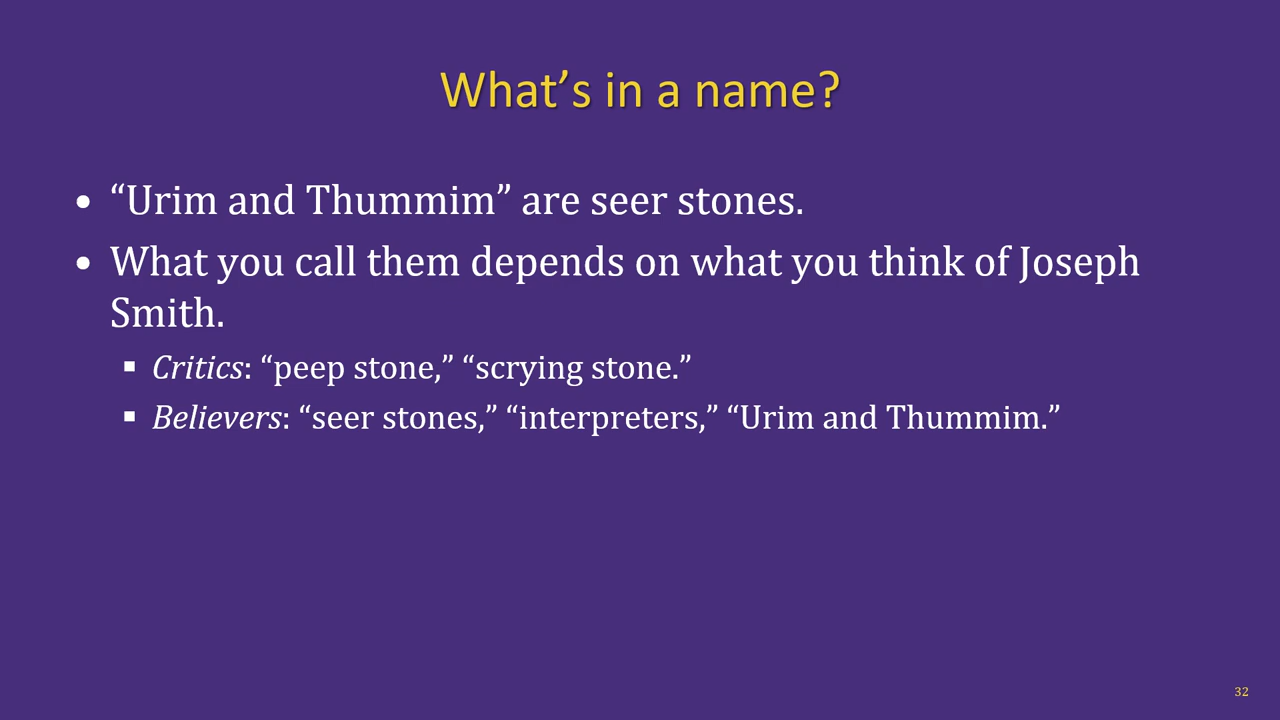 What’s in a name?
• “Urim and Thummim” are seer stones.
• What you call them depends on what you think of Joseph
Smith.
▪ Critics: “peep stone,” “scrying stone.”
▪ Believers: “seer stones,” “interpreters,” “Urim and Thummim.”
32